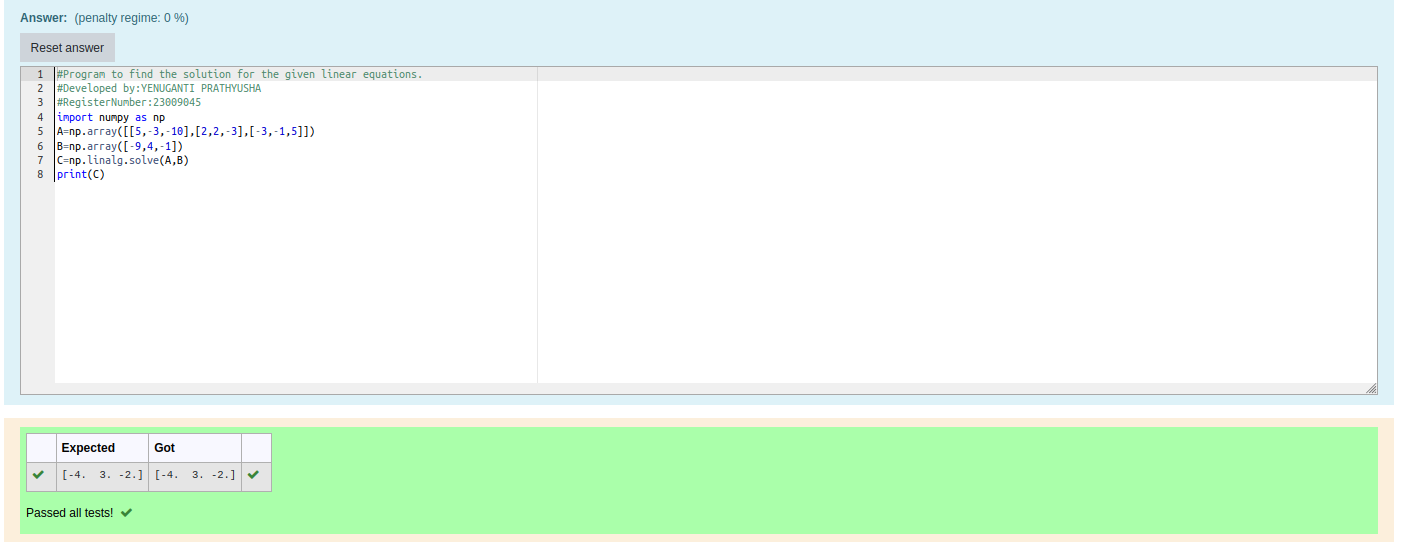 Answer: (penalty regime: 0 %)
Reset answer
1 #Program to find the solution for the given linear equations.
2 #Developed by:YENUGANTI PRATHYUSHA
3 #RegisterNumber:23009045
4 import numpy as np
5 A=np.array([[5,-3,-10],[2,2,-3],[-3,-1,5]])
6 B=np.array([-9,4,-1])
7 C=np.linalg.solve(A,B)
8 print(C)
Expected Got
[-4.  3. -2.] [-4.  3. -2.]
Passed all tests!